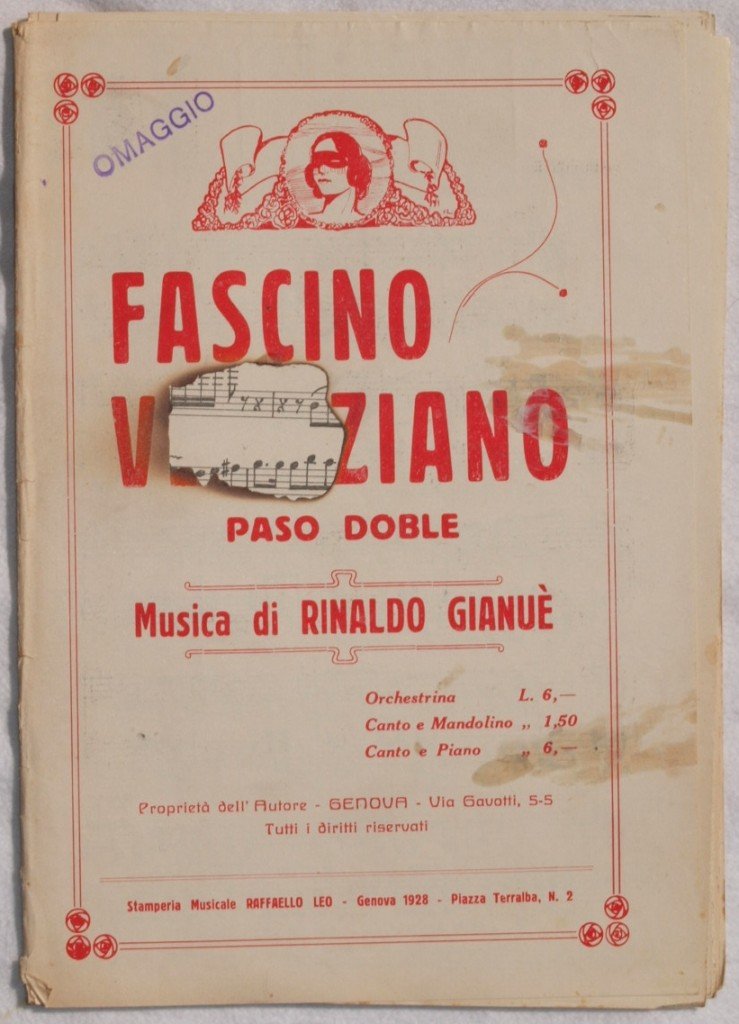 OMAGGIO
FASCINO
V ZIANO
PASO DOBLE
Musica di RINALDO GIANUÈ
Orchestrina L. 6,—
Canto e Mandolino „ 1,50
Canto e Piano „ 6,—
Proprietà dell' Autore - GENOVA - Via Gavotti, 5-5
Tutti i diritti riservati
Stamperia Musicale RAFFAELLO LEO - Genova 1928 - Piazza Terralba, N. 2